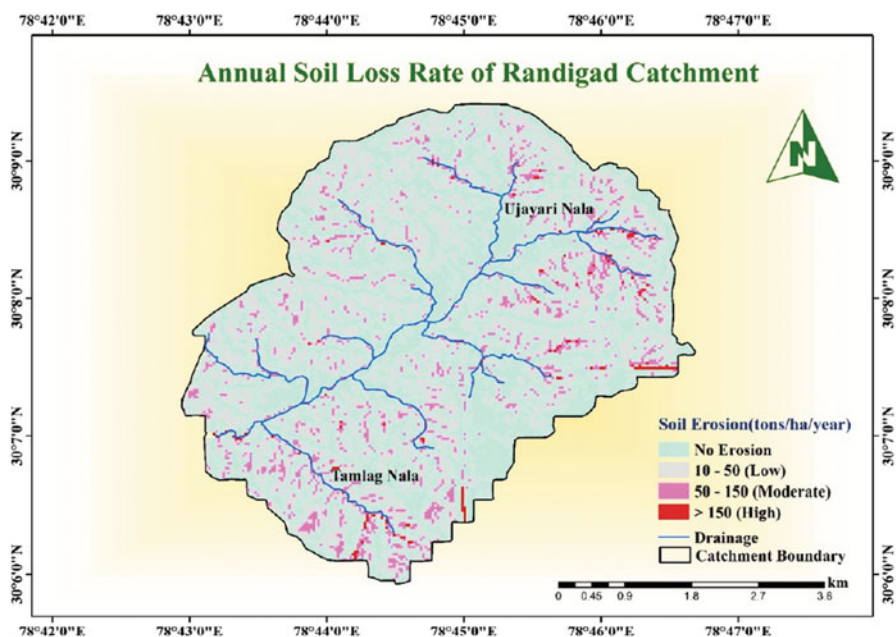 78°42'0"E 78°43'0"E 78°44'0"E 78°45'0"E 78°46'0"E 78°47'0"E
Annual Soil Loss Rate of Randigad Catchment
N
30°9'0"N 30°9'0"N
Ujayari Nala
30°8'0"N 30°8'0"N
30°7'0"N 30°7'0"N
Soil Erosion(tons/ha/year)
No Erosion
10 - 50 (Low)
50 - 150 (Moderate)
> 150 (High)
Drainage
Catchment Boundary
Tamlag Nala
30°6'0"N 30°6'0"N
km
0 0.45 0.9 1.8 2.7 3.6
78°42'0"E 78°43'0"E 78°44'0"E 78°45'0"E 78°46'0"E 78°47'0"E